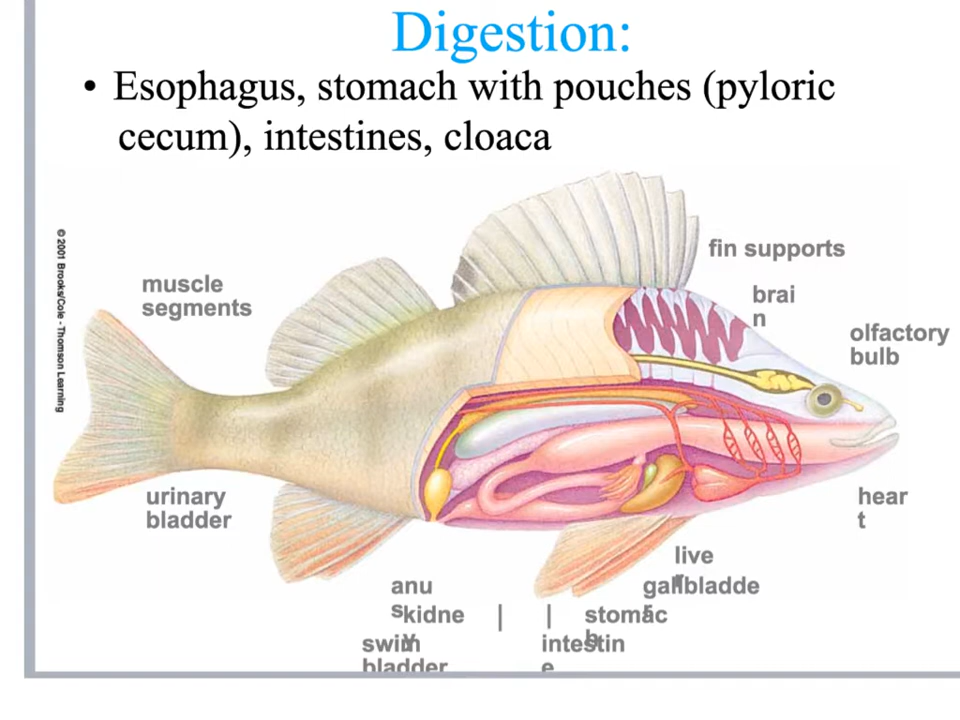 Digestion:
• Esophagus, stomach with pouches (pyloric
cecum), intestines, cloaca
© 2001 Brooks/Cole - Thomson Learning
fin supports
muscle
segments
brai
n
olfactory
bulb
urinary
bladder
hear
t
live
r
gallbladde
r
anu
s
kidne
y
stomac
h
swim
bladder
intestin
e